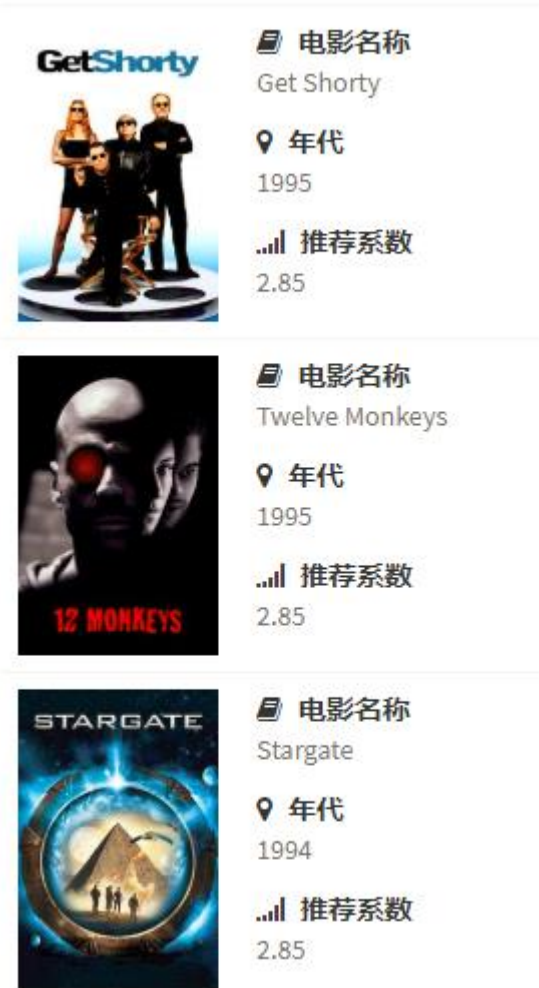 GetShorty
电影名称
Get Shorty
年代
1995
推荐系数
2.85
12 MONKEYS
电影名称
Twelve Monkeys
年代
1995
推荐系数
2.85
STARGATE
电影名称
Stargate
年代
1994
推荐系数
2.85